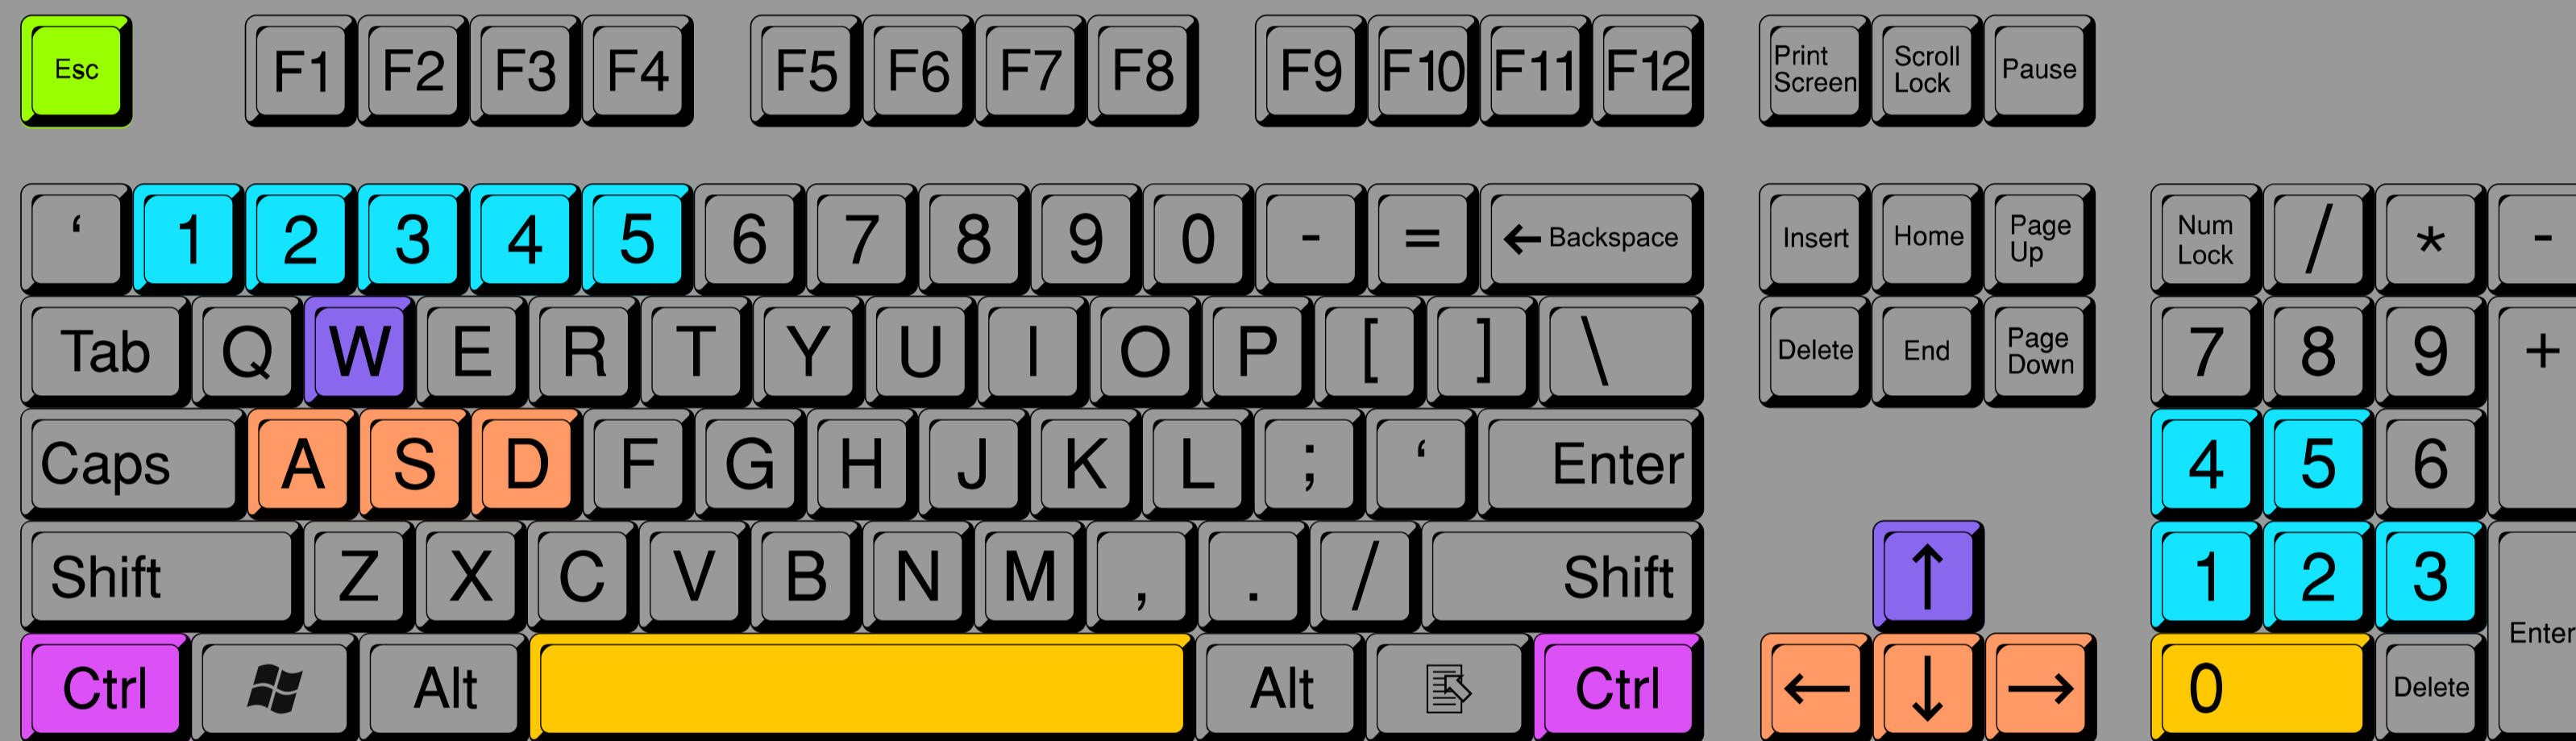 Esc F1 F2 F3 F4 F5 F6 F7 F8 F9 F10 F11 F12 Print Screen Scroll Lock Pause
‘ 1 2 3 4 5 6 7 8 9 0 - = ← Backspace Insert Home Page Up Num Lock / * -
Tab Q W E R T Y U I O P [ ] \ Delete End Page Down 7 8 9 +
Caps A S D F G H J K L ; ‘ Enter 4 5 6
Shift Z X C V B N M , . / Shift ↑ 1 2 3 Enter
Ctrl Alt Alt Ctrl ← ↓ → 0 Delete